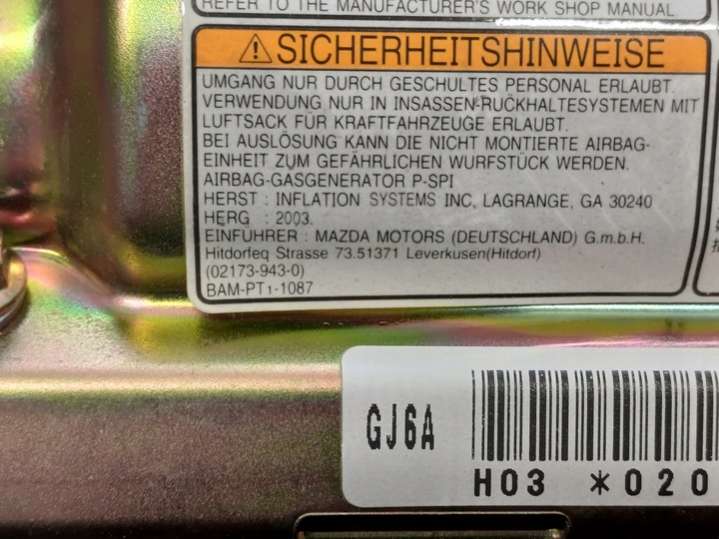 REFER TO THE MANUFACTURER'S WORK SHOP MANUAL
⚠SICHERHEITSHINWEISE
UMGANG NUR DURCH GESCHULTES PERSONAL ERLAUBT.
VERWENDUNG NUR IN INSASSEN-RUCKHALTESYSTEMEN MIT
LUFTSACK FÜR KRAFTFAHRZEUGE ERLAUBT.
BEI AUSLÖSUNG KANN DIE NICHT MONTIERTE AIRBAG-
EINHEIT ZUM GEFÄHRLICHEN WURFSTÜCK WERDEN.
AIRBAG-GASGENERATOR P-SPI
HERST : INFLATION SYSTEMS INC, LAGRANGE, GA 30240
HERG : 2003.
EINFUHRER : MAZDA MOTORS (DEUTSCHLAND) G.m.b.H.
Hitdorfeq Strasse 73.51371 Leverkusen(Hitdorf)
(02173-943-0)
BAM-PT1-1087
GJ6A
H03 *020